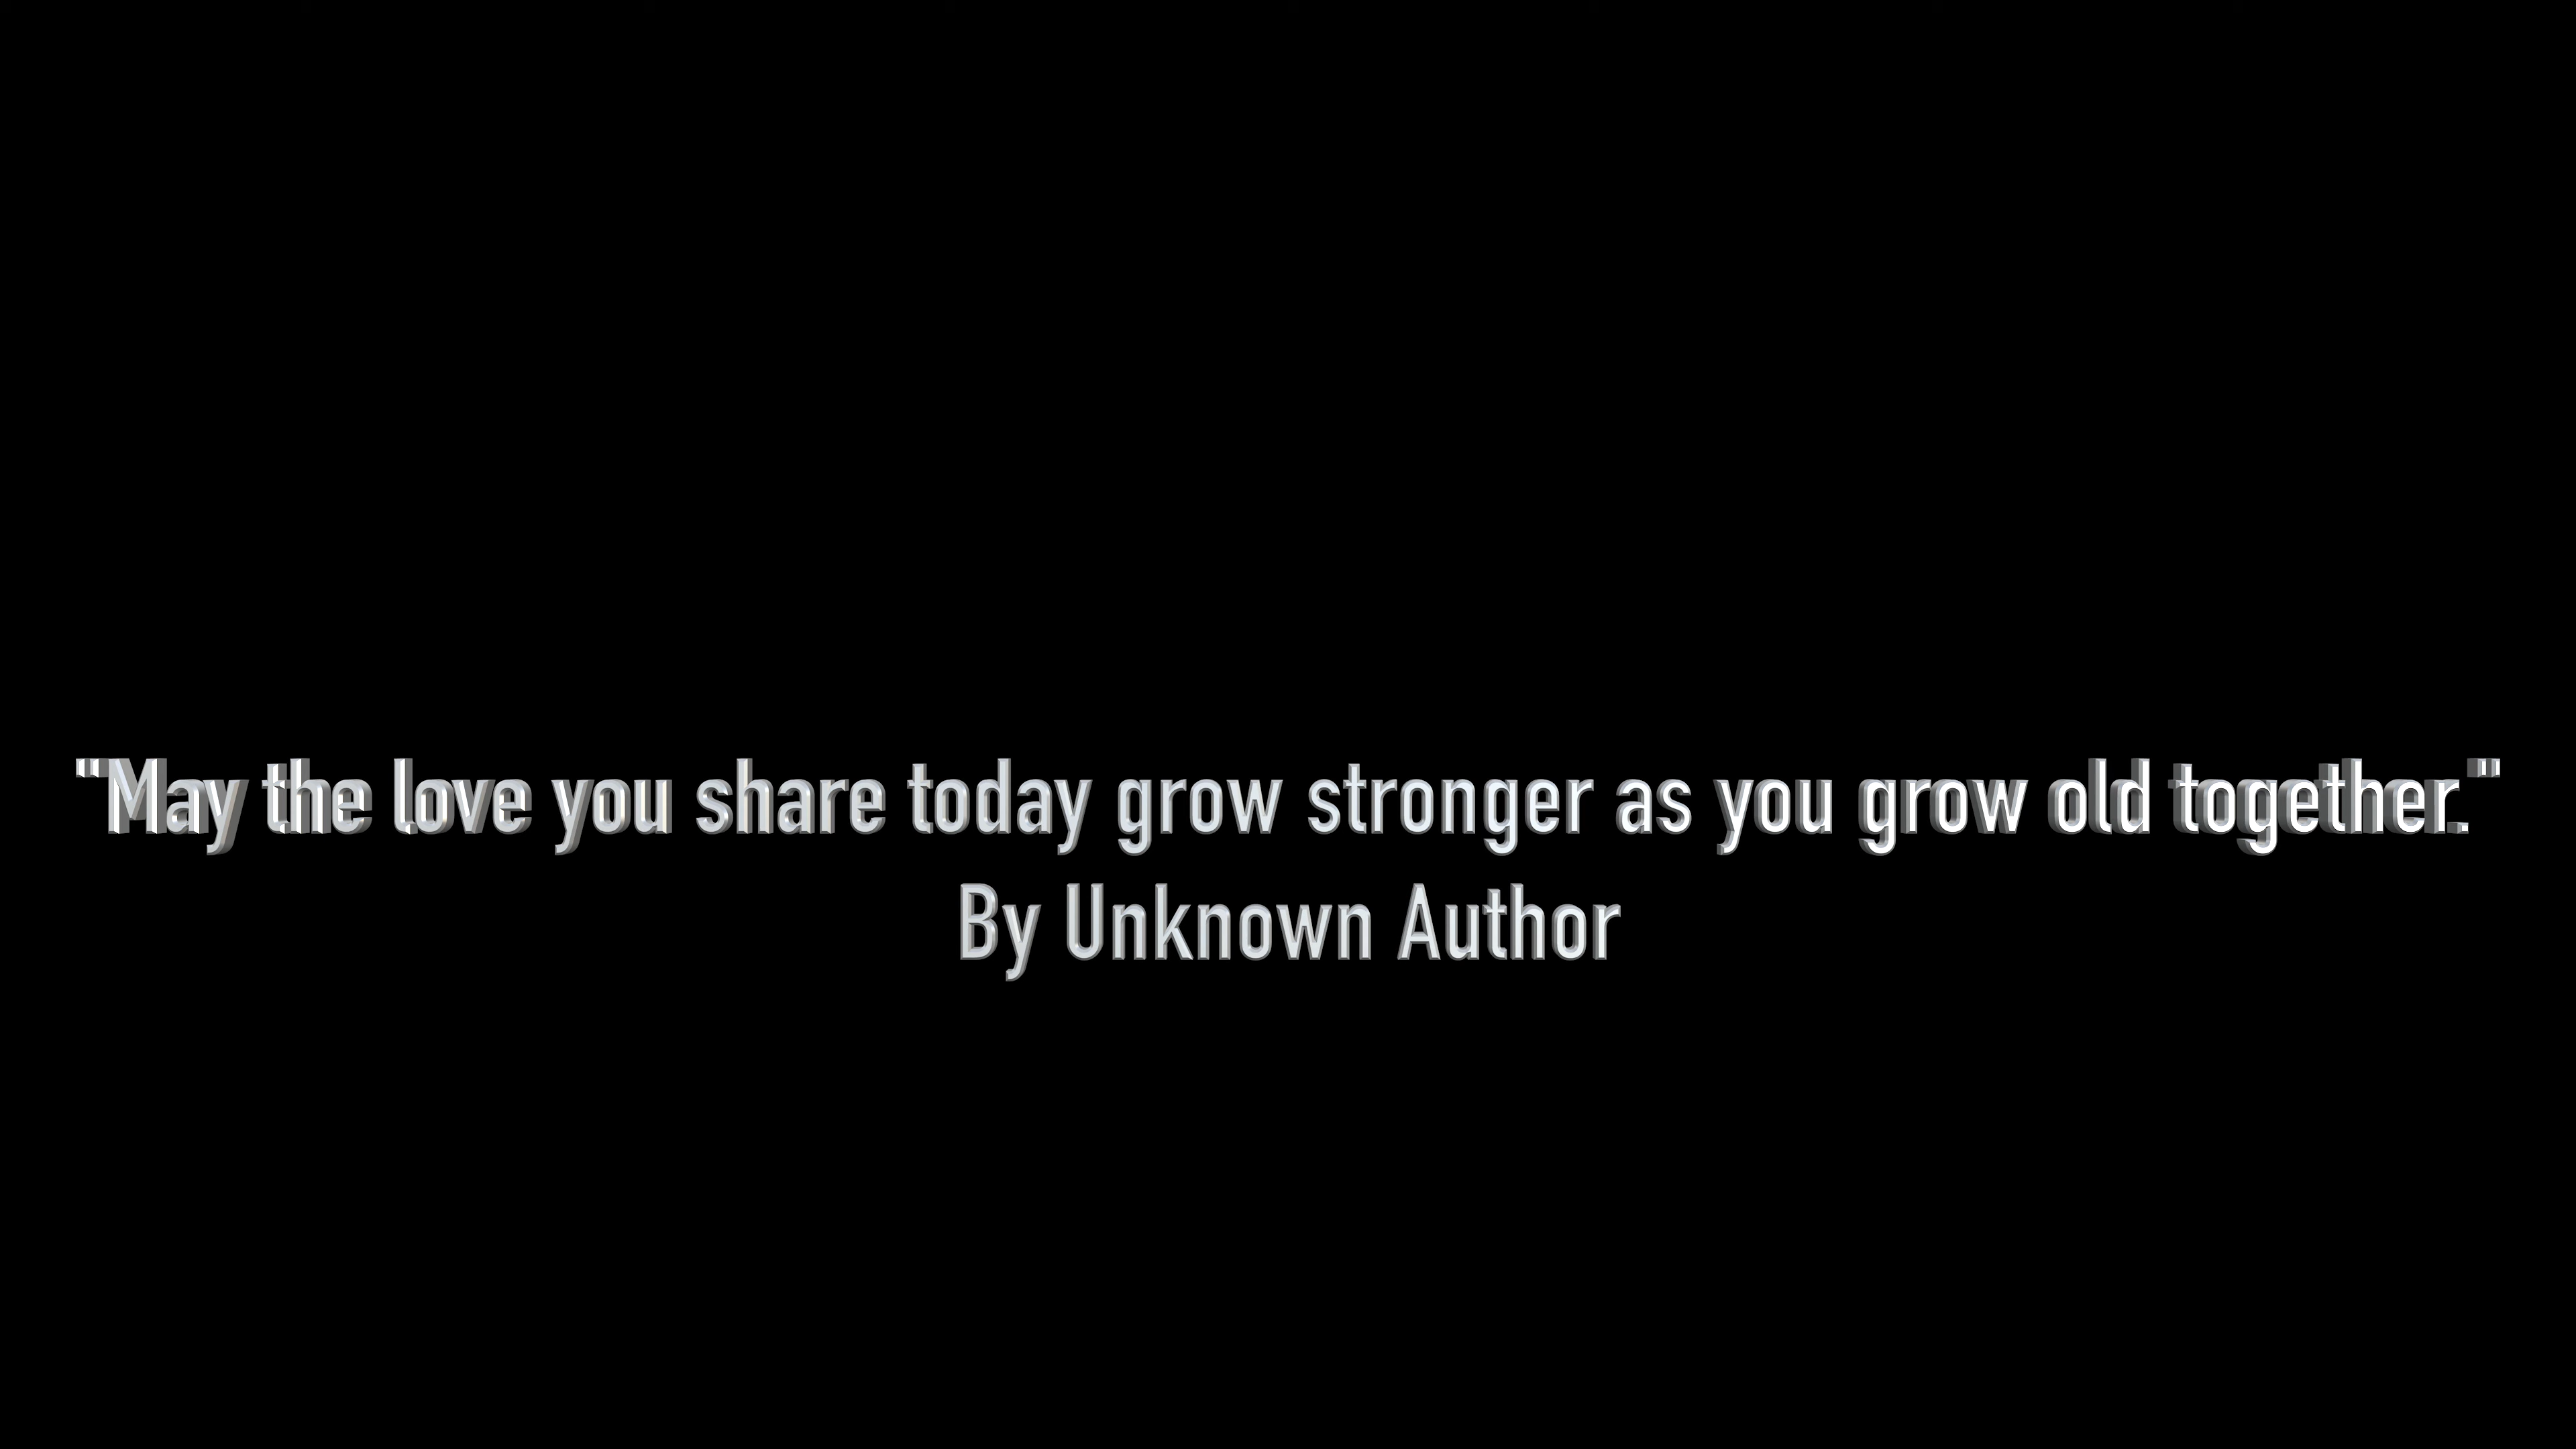 "May the love you share today grow stronger as you grow old together."
By Unknown Author